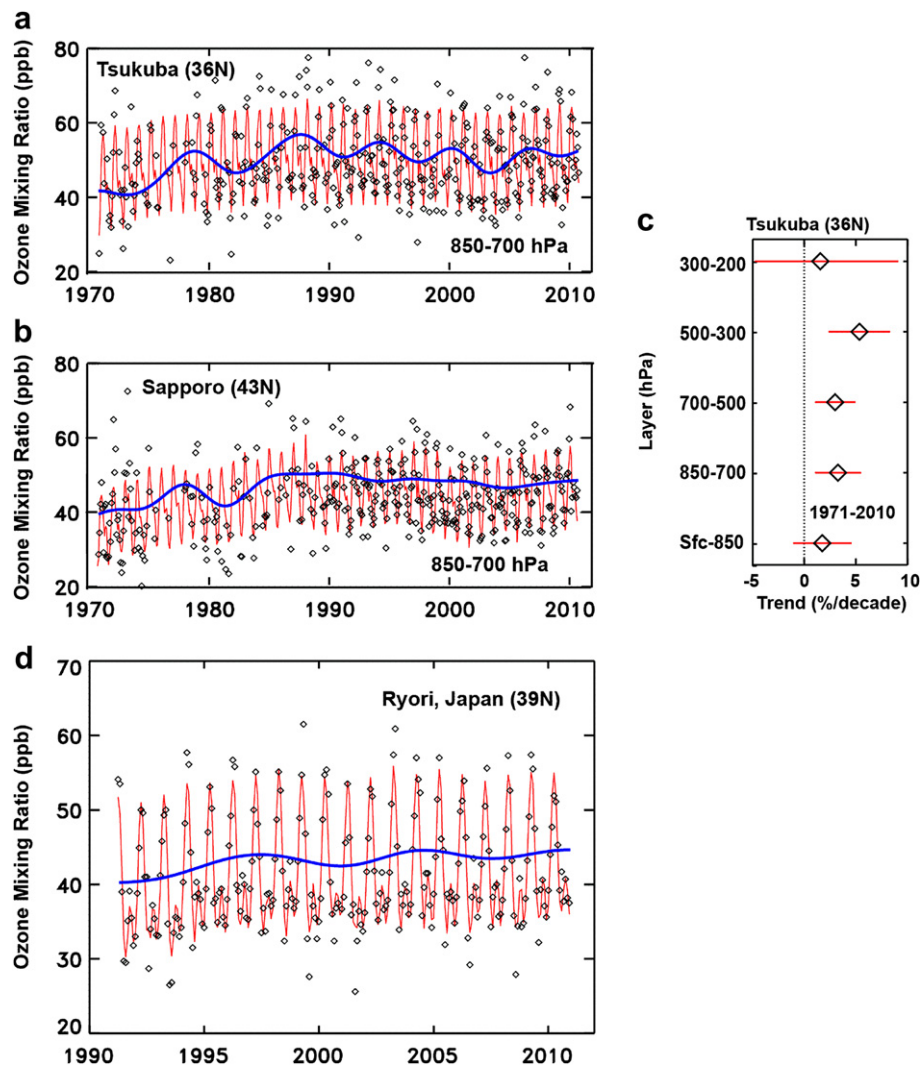 a
Ozone Mixing Ratio (ppb)
80
60
40
20
Tsukuba (36N)
850-700 hPa
1970
1980
1990
2000
2010
b
Ozone Mixing Ratio (ppb)
80
60
40
20
Sapporo (43N)
850-700 hPa
1970
1980
1990
2000
2010
c
Tsukuba (36N)
Layer (hPa)
300-200
500-300
700-500
850-700
Sfc-850
1971-2010
-5
0
5
10
Trend (%/decade)
d
Ozone Mixing Ratio (ppb)
70
60
50
40
30
20
Ryori, Japan (39N)
1990
1995
2000
2005
2010